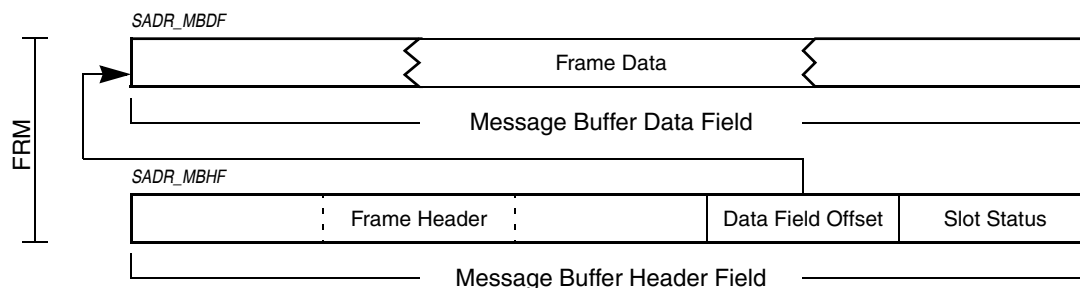 SADR_MBDF
Frame Data
Message Buffer Data Field
FRM
SADR_MBHF
Frame Header
Data Field Offset
Slot Status
Message Buffer Header Field